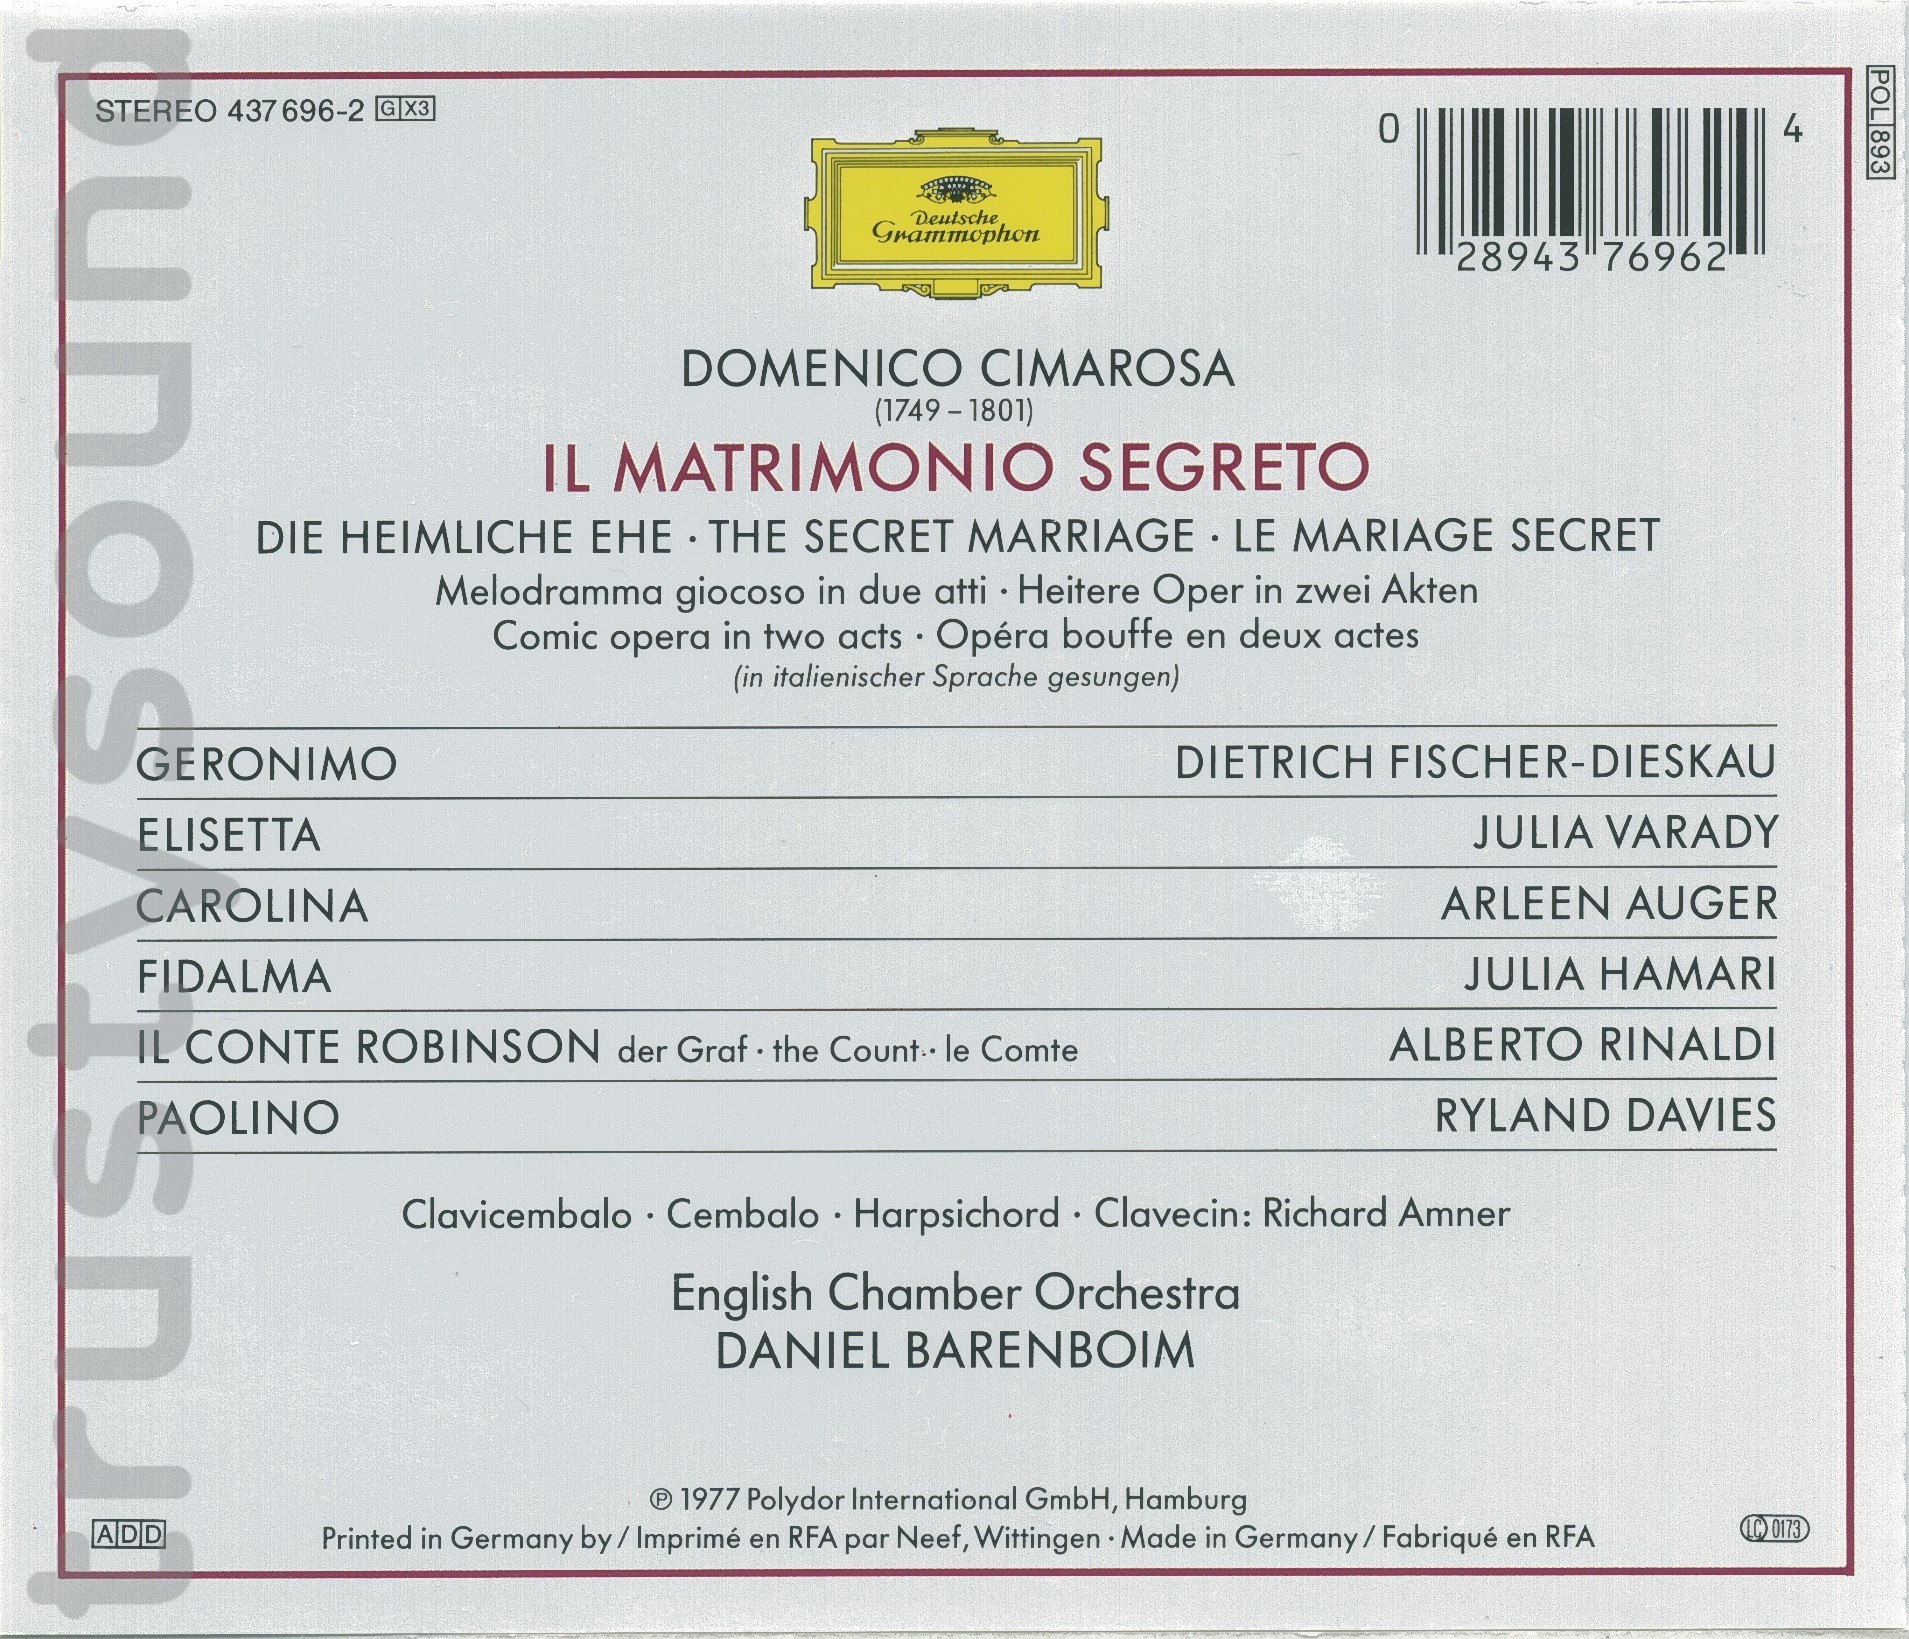 STEREO 437 696-2 G X3
0 28943 76962 4
POL 893
Deutsche
Grammophon
DOMENICO CIMAROSA
(1749 – 1801)
IL MATRIMONIO SEGRETO
DIE HEIMLICHE EHE · THE SECRET MARRIAGE · LE MARIAGE SECRET
Melodramma giocoso in due atti · Heitere Oper in zwei Akten
Comic opera in two acts · Opéra bouffe en deux actes
(in italienischer Sprache gesungen)
GERONIMO DIETRICH FISCHER-DIESKAU
ELISETTA JULIA VARADY
CAROLINA ARLEEN AUGER
FIDALMA JULIA HAMARI
IL CONTE ROBINSON der Graf · the Count · le Comte ALBERTO RINALDI
PAOLINO RYLAND DAVIES
Clavicembalo · Cembalo · Harpsichord · Clavecin: Richard Amner
English Chamber Orchestra
DANIEL BARENBOIM
℗ 1977 Polydor International GmbH, Hamburg
ADD
Printed in Germany by / Imprimé en RFA par Neef, Wittingen · Made in Germany / Fabriqué en RFA
LC 0173
trustysound